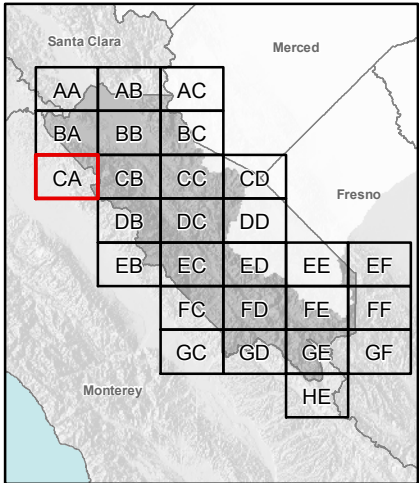 Santa Clara
Merced
AA AB AC
BA BB BC
CA CB CC CD
Fresno
DB DC DD
EB EC ED EE EF
FC FD FE FF
GC GD GE GF
Monterey
HE